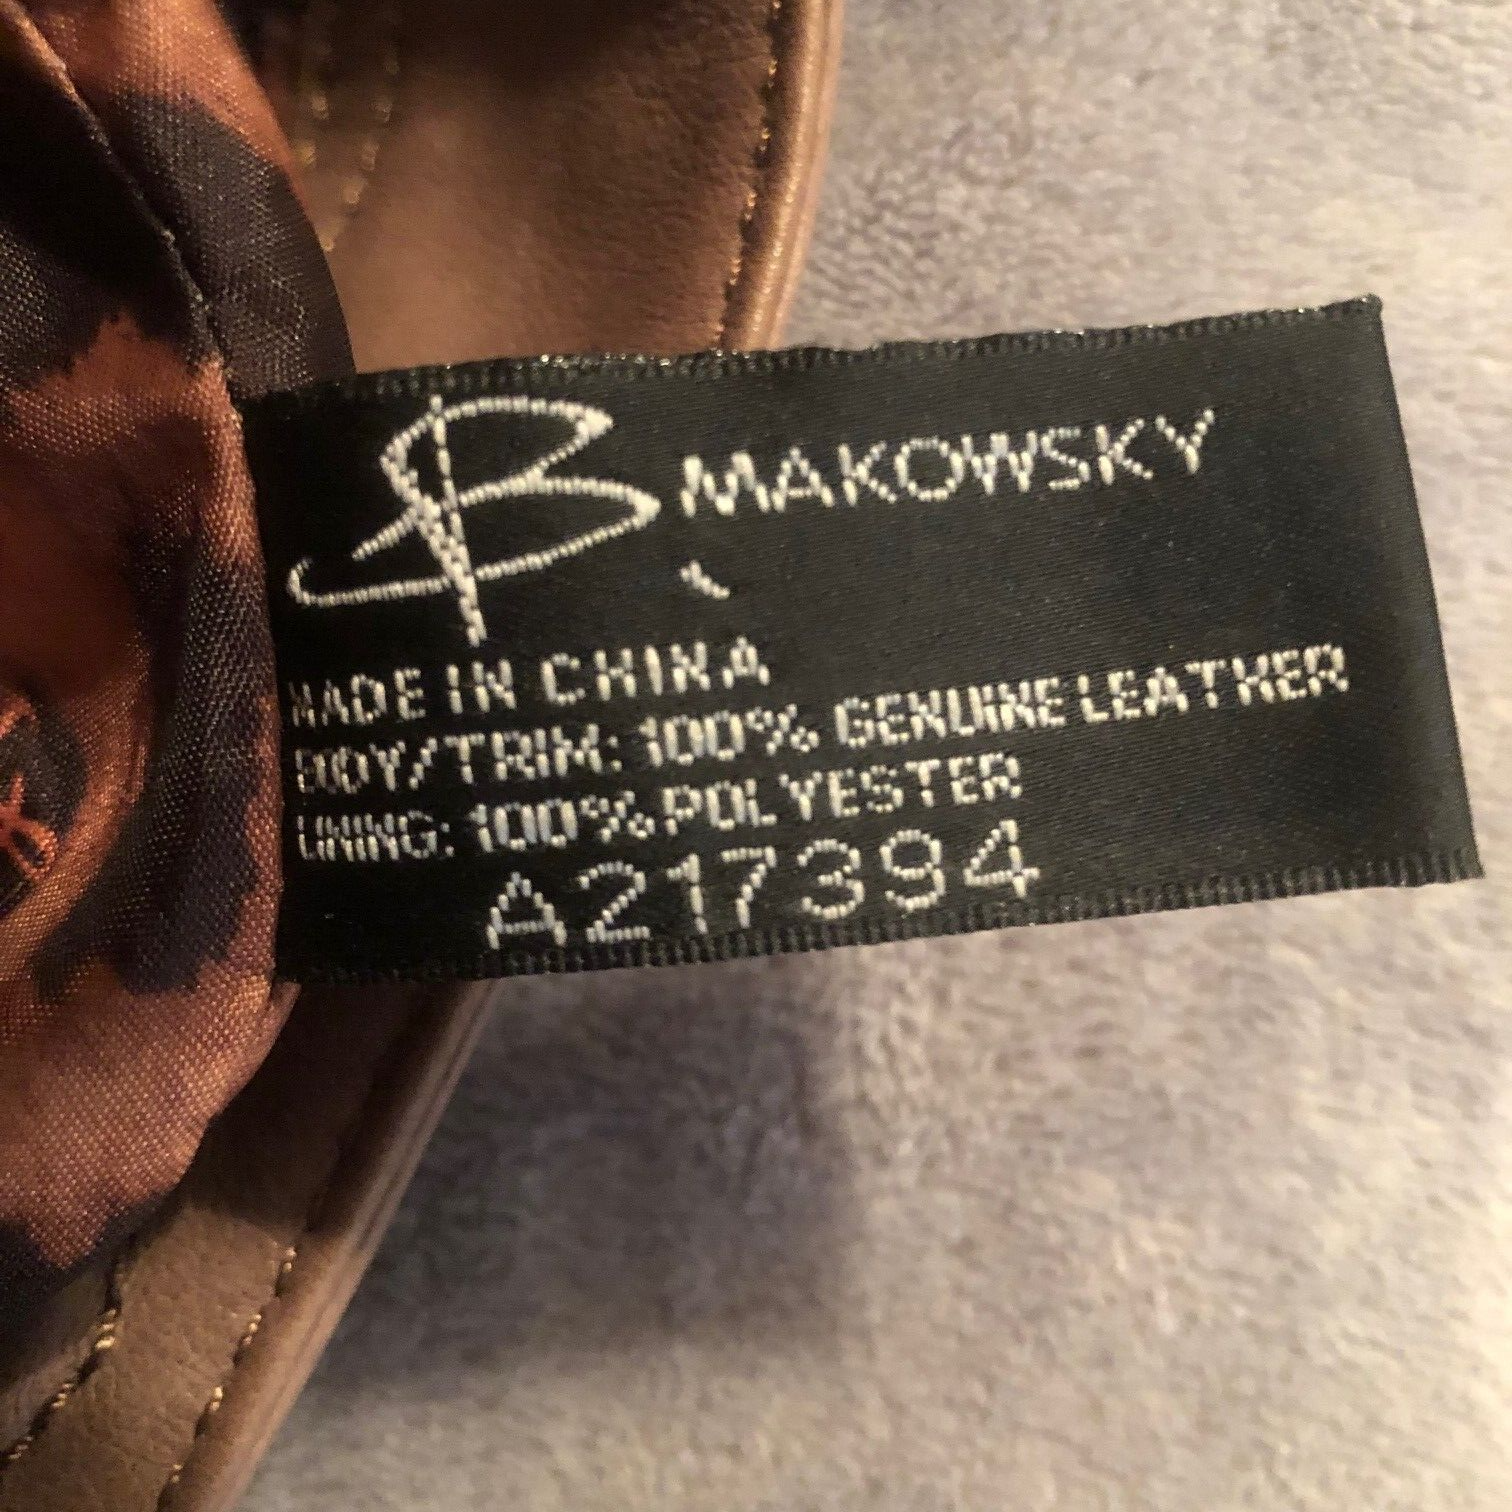 B MAKOWSKY
MADE IN CHINA
BODY/TRIM: 100% GENUINE LEATHER
LINING: 100% POLYESTER
A217394